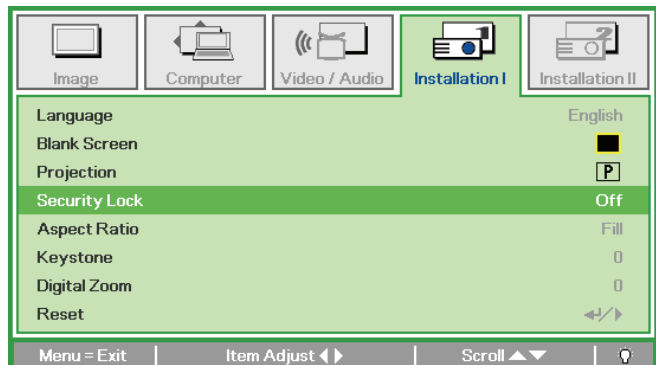 Image Computer Video / Audio Installation I Installation II
Language English
Blank Screen
Projection P
Security Lock Off
Aspect Ratio Fill
Keystone 0
Digital Zoom 0
Reset
Menu = Exit Item Adjust Scroll